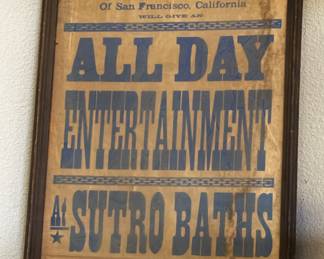 Of San Francisco, California
WILL GIVE AN
ALL DAY
ENTERTAINMENT
At SUTRO BATHS